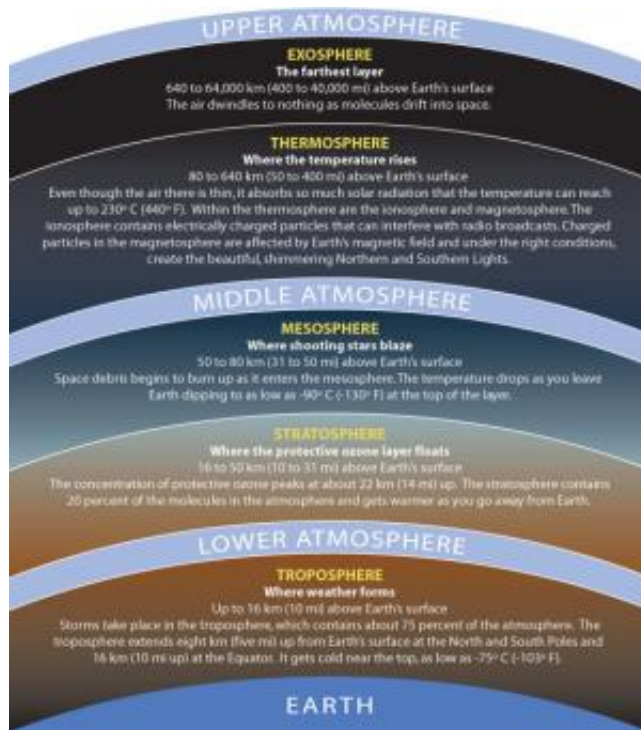 UPPER ATMOSPHERE
EXOSPHERE
The farthest layer
640 to 64,000 km (400 to 40,000 mi) above Earth's surface
The air dwindles to nothing as molecules drift into space.
THERMOSPHERE
Where the temperature rises
80 to 640 km (50 to 400 mi) above Earth's surface
Even though the air there is thin, it absorbs so much solar radiation that the temperature can reach
up to 230º C (440º F). Within the thermosphere are the ionosphere and magnetosphere. The
ionosphere contains electrically charged particles that can interfere with radio broadcasts. Charged
particles in the magnetosphere are affected by Earth's magnetic field and under the right conditions,
create the beautiful, shimmering Northern and Southern Lights.
MIDDLE ATMOSPHERE
MESOSPHERE
Where shooting stars blaze
50 to 80 km (31 to 50 mi) above Earth's surface
Space debris begins to burn up as it enters the mesosphere. The temperature drops as you leave
Earth dipping to as low as -90º C (-130º F) at the top of the layer.
STRATOSPHERE
Where the protective ozone layer floats
16 to 50 km (10 to 31 mi) above Earth's surface
The concentration of protective ozone peaks at about 22 km (14 mi) up. The stratosphere contains
20 percent of the molecules in the atmosphere and gets warmer as you go away from Earth.
LOWER ATMOSPHERE
TROPOSPHERE
Where weather forms
Up to 16 km (10 mi) above Earth's surface
Storms take place in the troposphere, which contains about 75 percent of the atmosphere. The
troposphere extends eight km (five mi) up from Earth's surface at the North and South Poles and
16 km (10 mi up) at the Equator. It gets cold near the top, as low as -75º C (-103º F).
EARTH